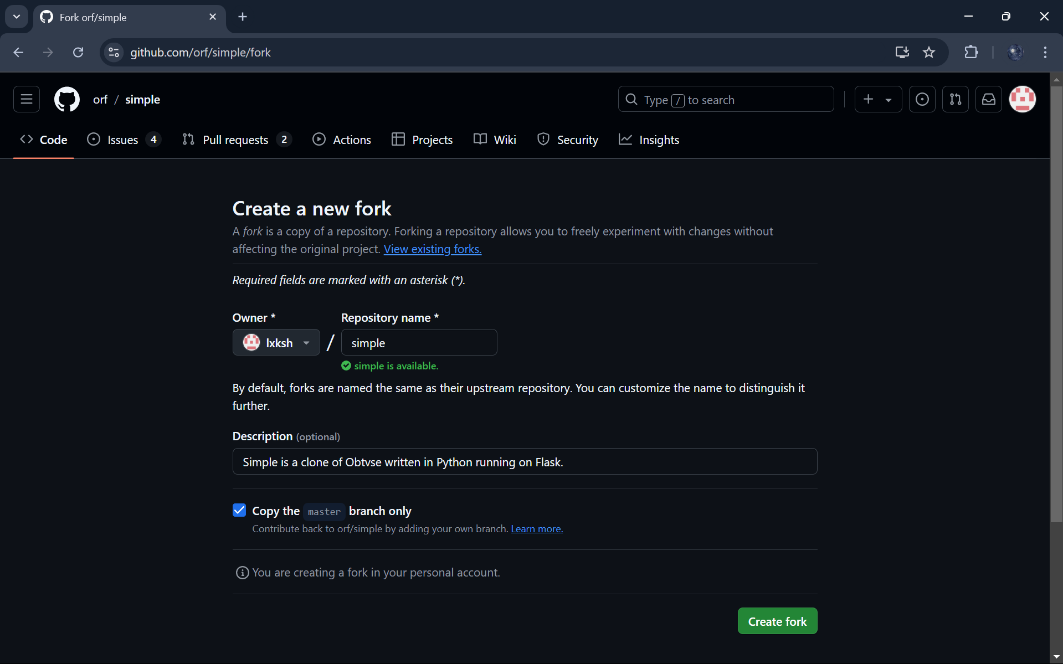 Fork orf/simple
github.com/orf/simple/fork
orf / simple
Type / to search
Code
Issues 4
Pull requests 2
Actions
Projects
Wiki
Security
Insights
Create a new fork
A fork is a copy of a repository. Forking a repository allows you to freely experiment with changes without
affecting the original project. View existing forks.
Required fields are marked with an asterisk (*).
Owner *
Repository name *
lxksh
/
simple
simple is available.
By default, forks are named the same as their upstream repository. You can customize the name to distinguish it
further.
Description (optional)
Simple is a clone of Obtvse written in Python running on Flask.
Copy the master branch only
Contribute back to orf/simple by adding your own branch. Learn more.
You are creating a fork in your personal account.
Create fork